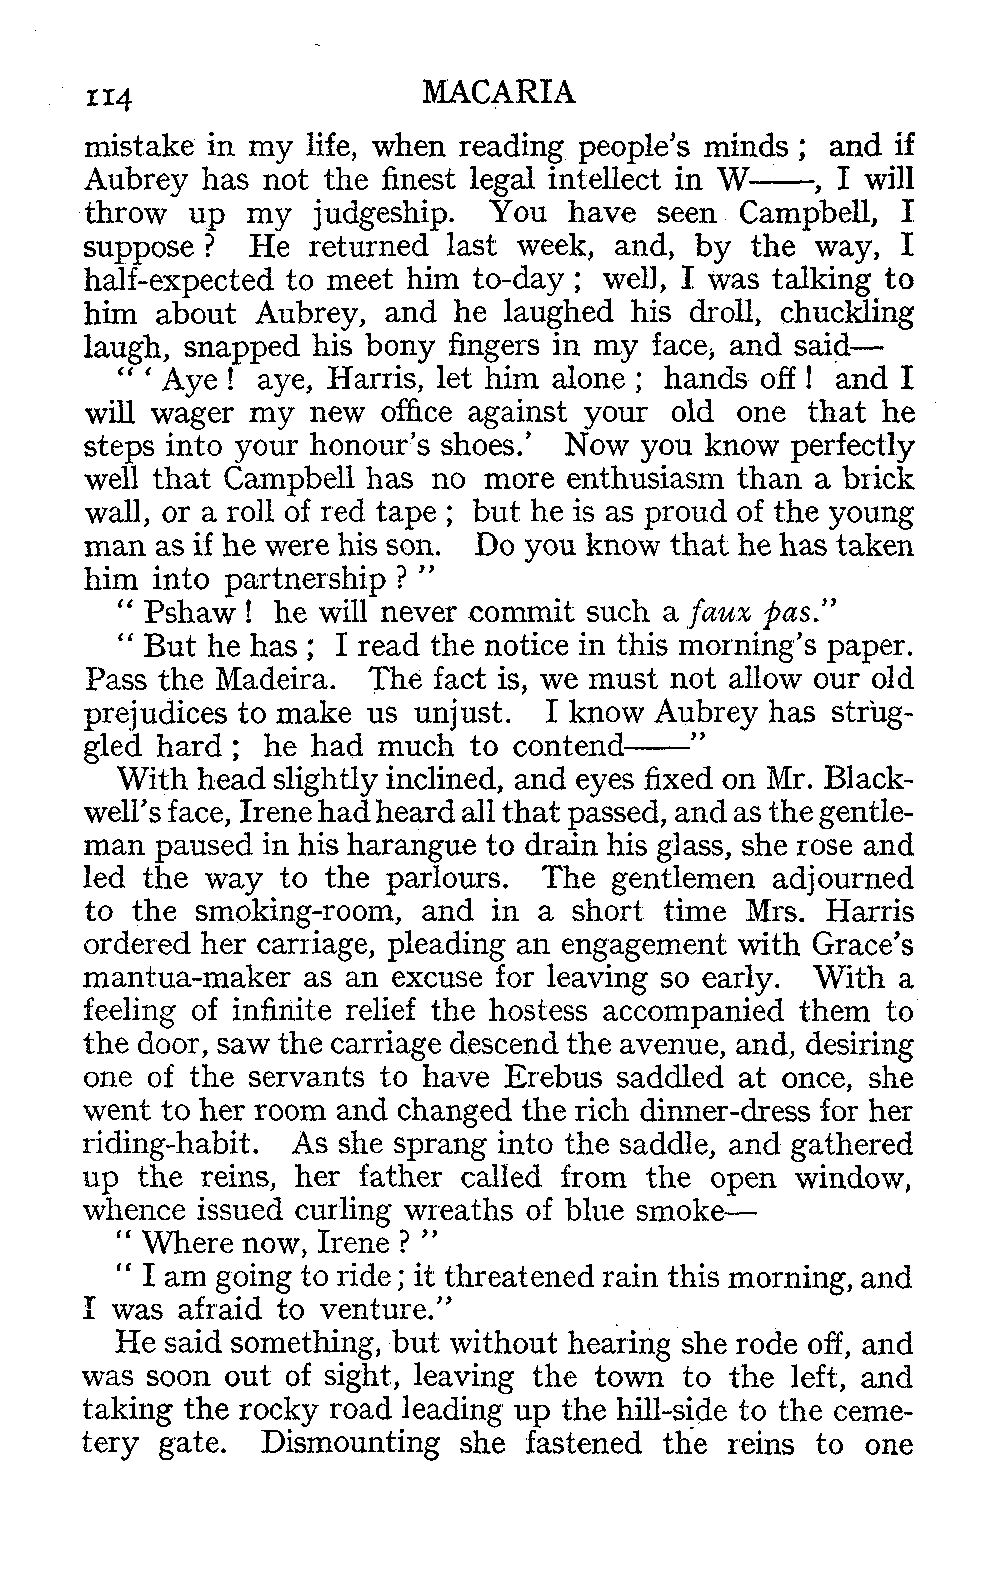 114 MACARIA
mistake in my life, when reading people's minds ; and if
Aubrey has not the finest legal intellect in W——, I will
throw up my judgeship. You have seen Campbell, I
suppose ? He returned last week, and, by the way, I
half-expected to meet him to-day ; well, I was talking to
him about Aubrey, and he laughed his droll, chuckling
laugh, snapped his bony fingers in my face, and said—
“ ‘ Aye ! aye, Harris, let him alone ; hands off ! and I
will wager my new office against your old one that he
steps into your honour's shoes.’ Now you know perfectly
well that Campbell has no more enthusiasm than a brick
wall, or a roll of red tape ; but he is as proud of the young
man as if he were his son. Do you know that he has taken
him into partnership ? ”
“ Pshaw ! he will never commit such a faux pas.”
“ But he has ; I read the notice in this morning's paper.
Pass the Madeira. The fact is, we must not allow our old
prejudices to make us unjust. I know Aubrey has strug-
gled hard ; he had much to contend——”
With head slightly inclined, and eyes fixed on Mr. Black-
well's face, Irene had heard all that passed, and as the gentle-
man paused in his harangue to drain his glass, she rose and
led the way to the parlours. The gentlemen adjourned
to the smoking-room, and in a short time Mrs. Harris
ordered her carriage, pleading an engagement with Grace's
mantua-maker as an excuse for leaving so early. With a
feeling of infinite relief the hostess accompanied them to
the door, saw the carriage descend the avenue, and, desiring
one of the servants to have Erebus saddled at once, she
went to her room and changed the rich dinner-dress for her
riding-habit. As she sprang into the saddle, and gathered
up the reins, her father called from the open window,
whence issued curling wreaths of blue smoke—
“ Where now, Irene ? ”
“ I am going to ride ; it threatened rain this morning, and
I was afraid to venture.”
He said something, but without hearing she rode off, and
was soon out of sight, leaving the town to the left, and
taking the rocky road leading up the hill-side to the ceme-
tery gate. Dismounting she fastened the reins to one